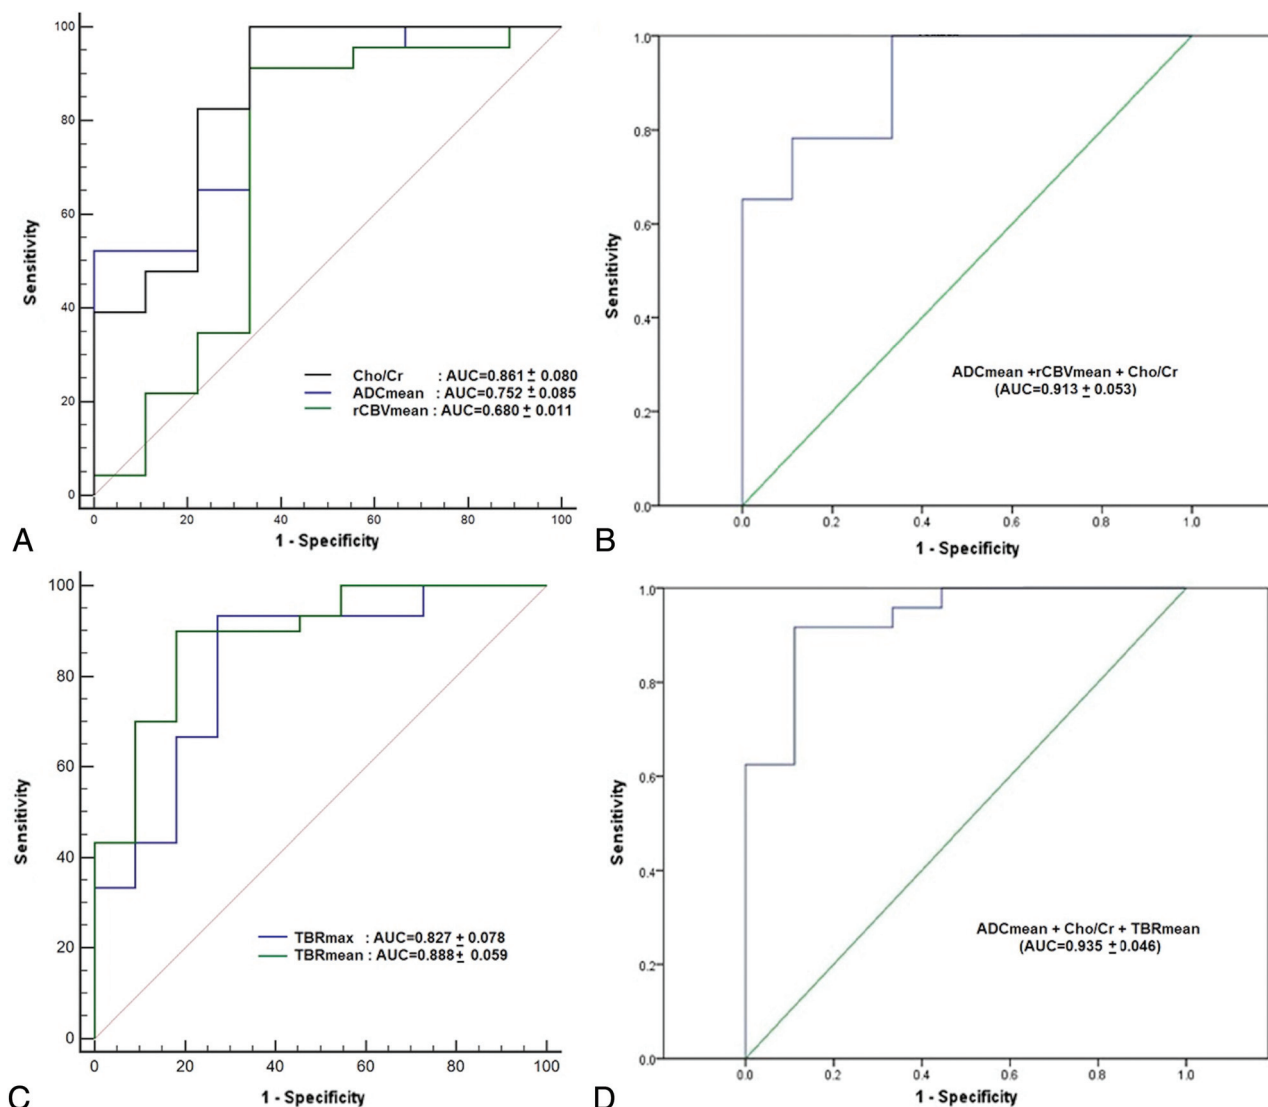 100
80
60
40
20
0
Sensitivity
Cho/Cr : AUC=0.861 ± 0.080
ADCmean : AUC=0.752 ± 0.085
rCBVmean : AUC=0.680 ± 0.011
0 20 40 60 80 100
1 - Specificity
A
1.0
0.8
0.6
0.4
0.2
0.0
Sensitivity
ADCmean +rCBVmean + Cho/Cr
(AUC=0.913 ± 0.053)
0.0 0.2 0.4 0.6 0.8 1.0
1 - Specificity
B
100
80
60
40
20
0
Sensitivity
TBRmax : AUC=0.827 ± 0.078
TBRmean : AUC=0.888± 0.059
0 20 40 60 80 100
1 - Specificity
C
1.0
0.8
0.6
0.4
0.2
0.0
Sensitivity
ADCmean + Cho/Cr + TBRmean
(AUC=0.935 ±0.046)
0.0 0.2 0.4 0.6 0.8 1.0
1 - Specificity
D